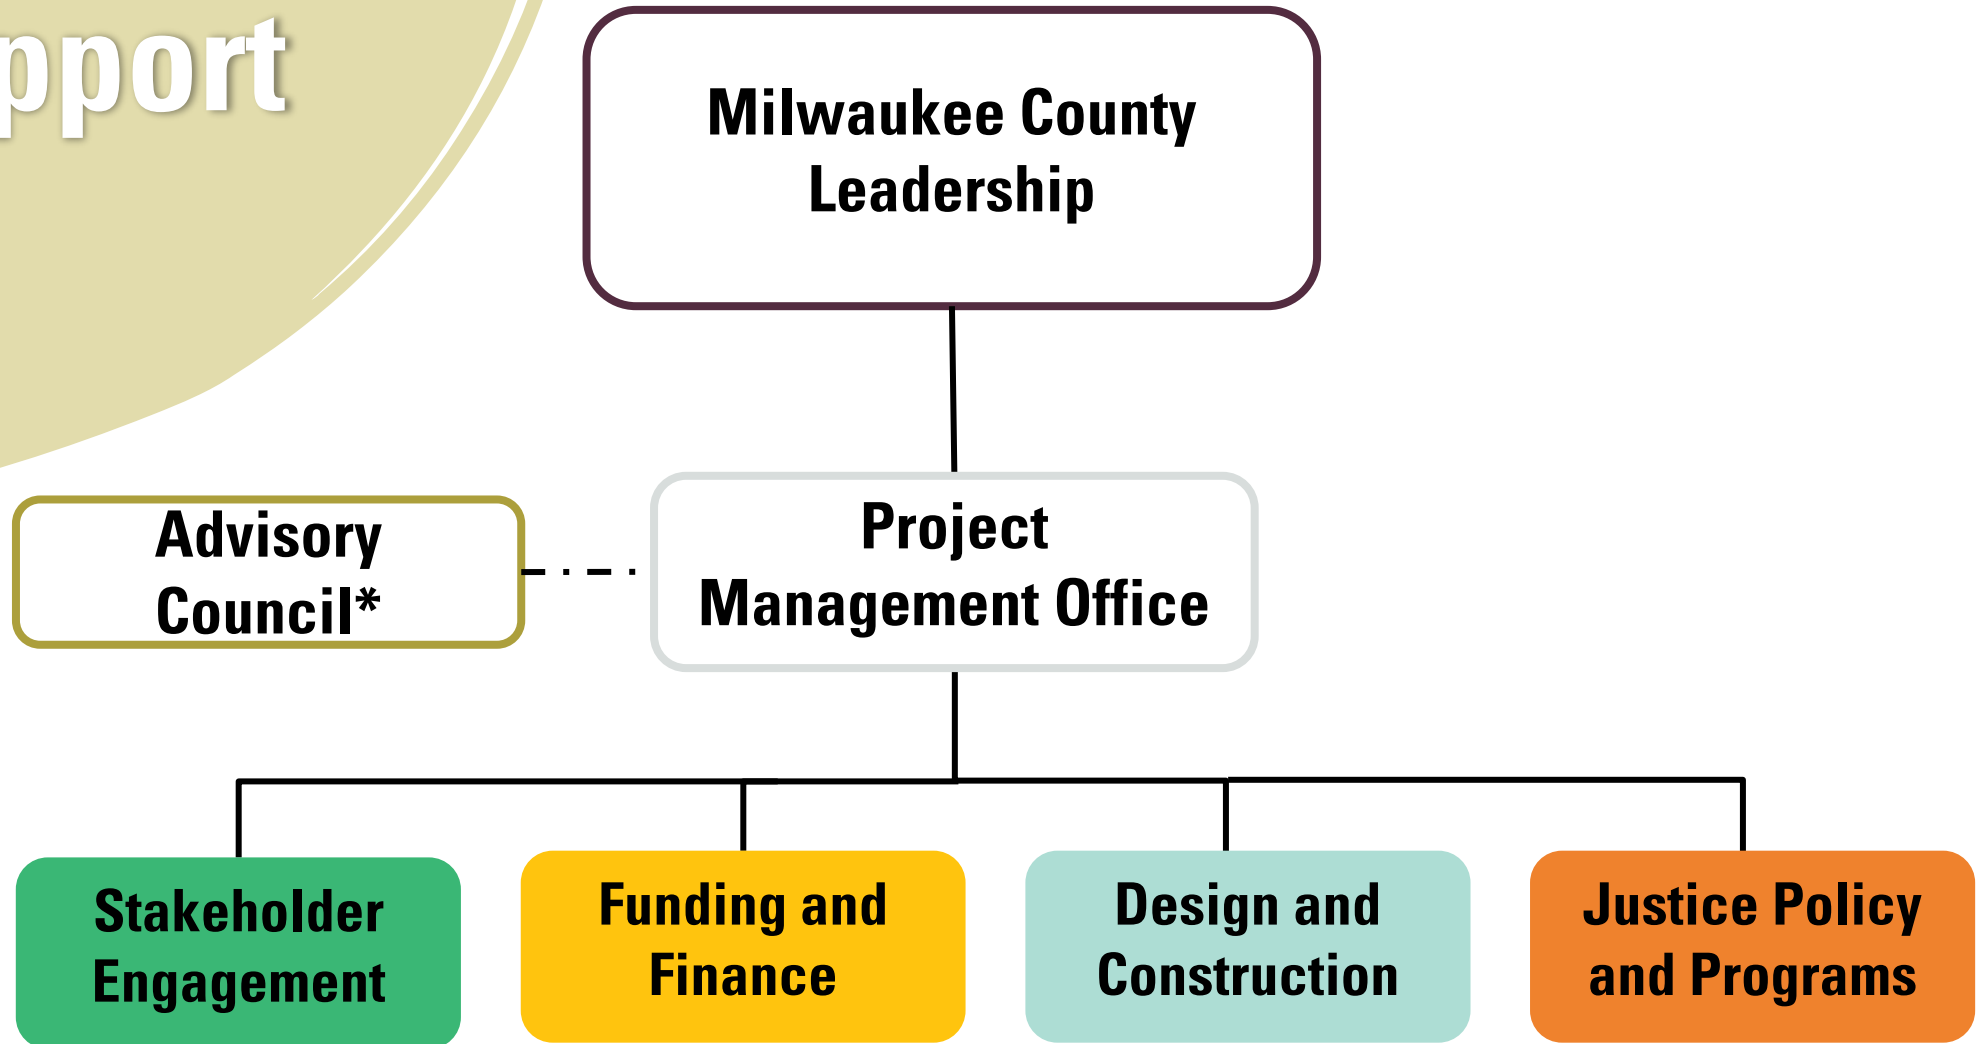 pport
Milwaukee County
Leadership
Advisory
Council*
Project
Management Office
Stakeholder
Engagement
Funding and
Finance
Design and
Construction
Justice Policy
and Programs